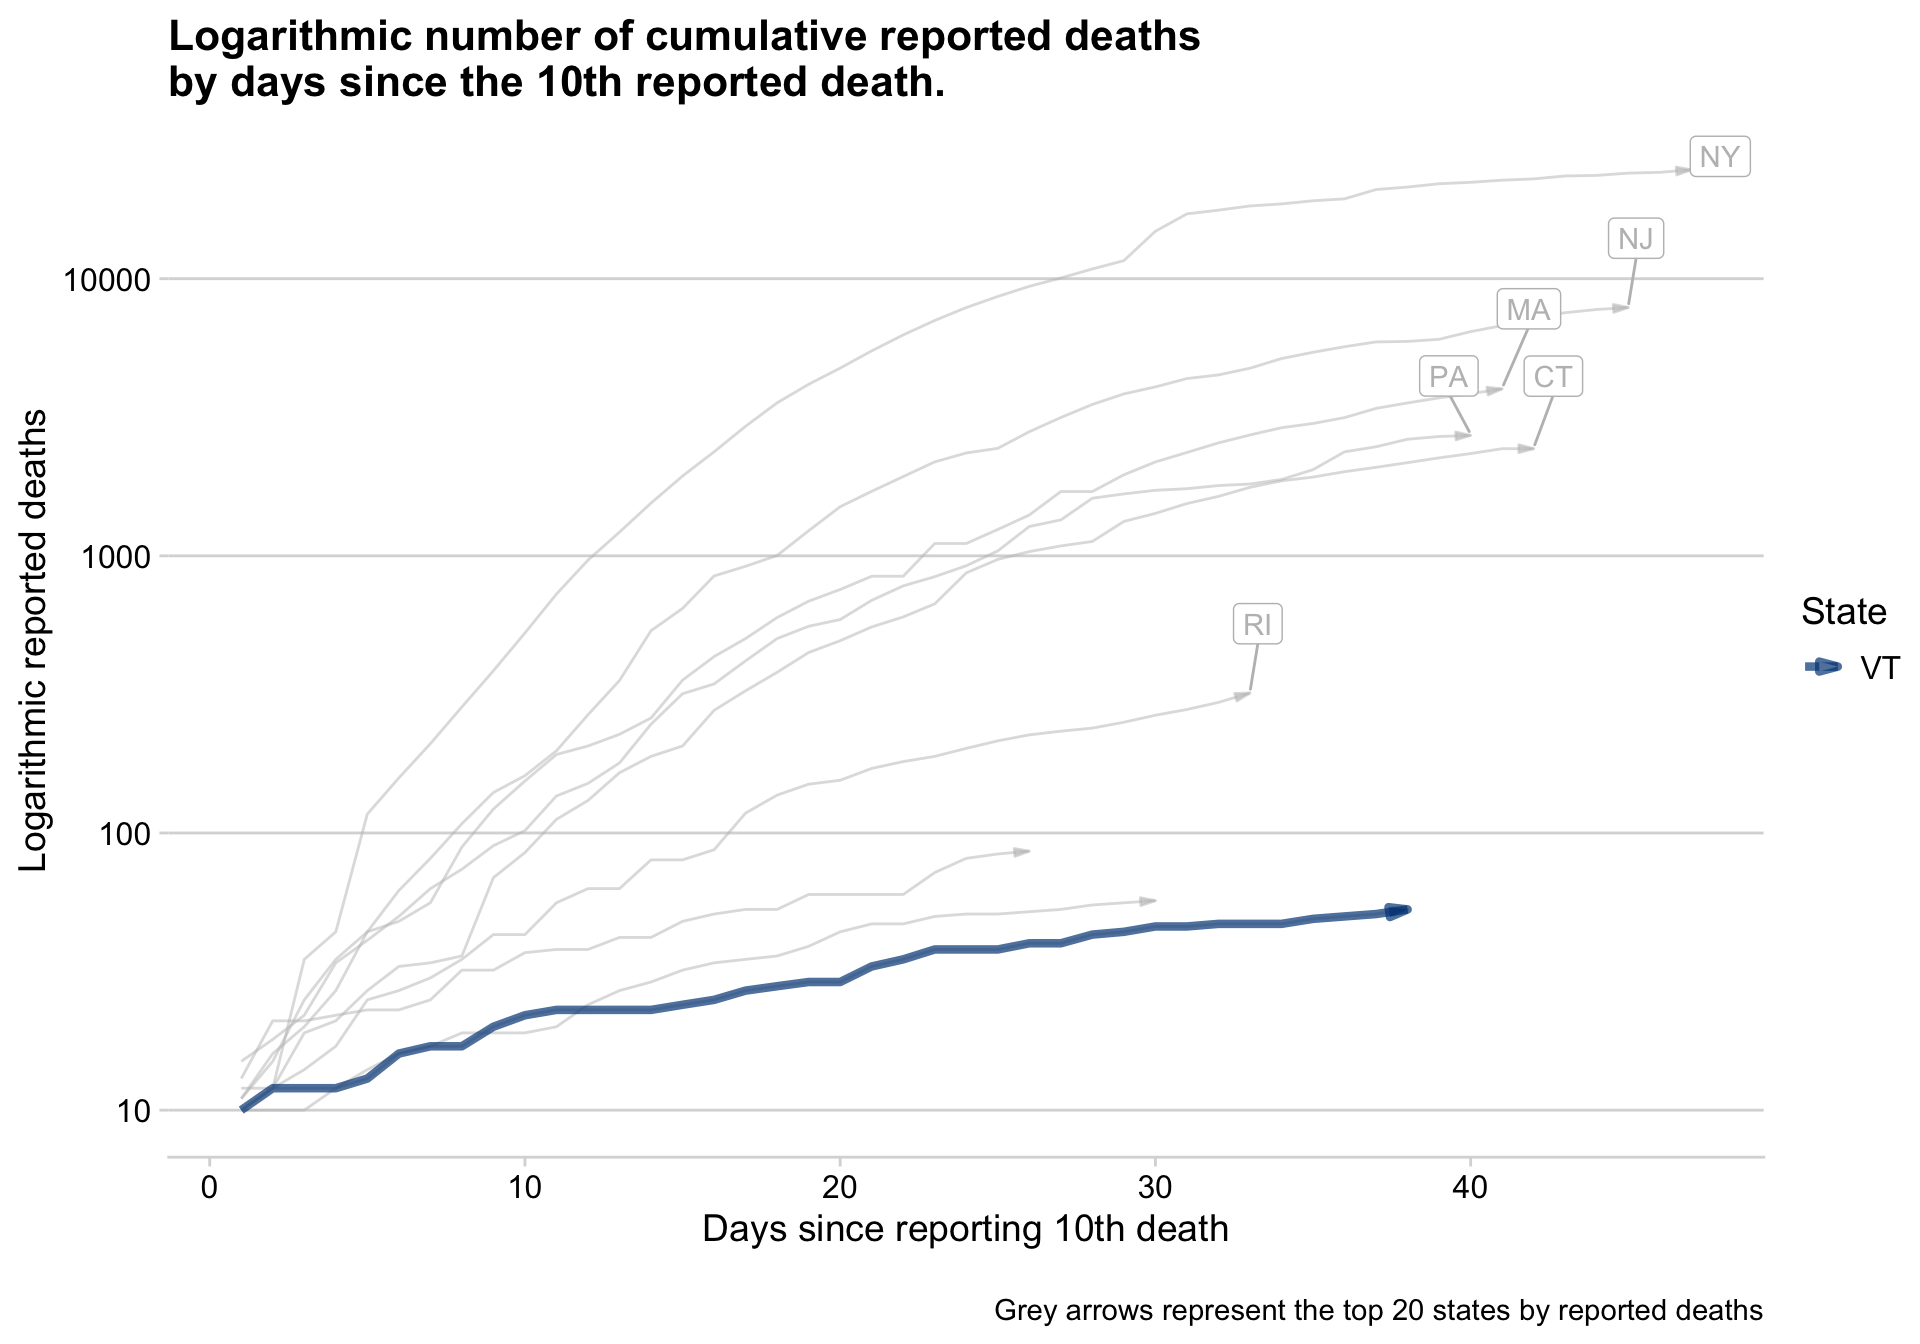 Logarithmic number of cumulative reported deaths
by days since the 10th reported death.
NY
NJ
MA
PA
CT
RI
10000
1000
100
10
Logarithmic reported deaths
0
10
20
30
40
Days since reporting 10th death
State
VT
Grey arrows represent the top 20 states by reported deaths